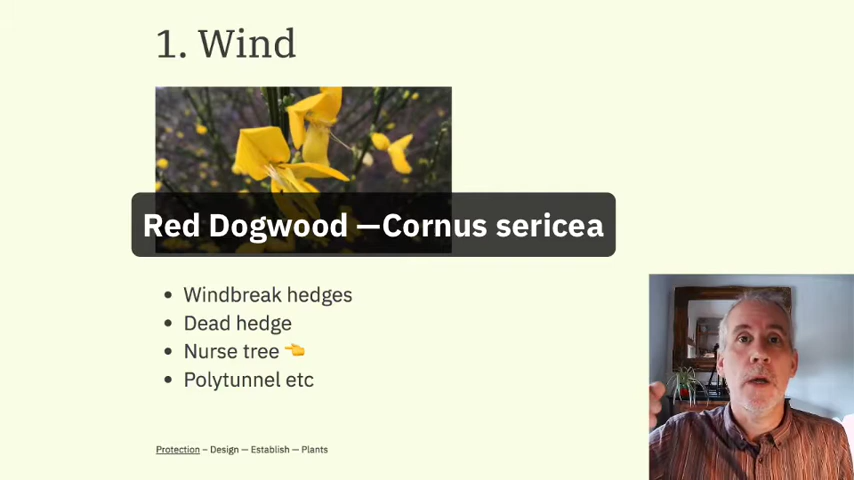 1. Wind
Red Dogwood —Cornus sericea
Windbreak hedges
Dead hedge
Nurse tree 👈
Polytunnel etc
Protection – Design — Establish — Plants